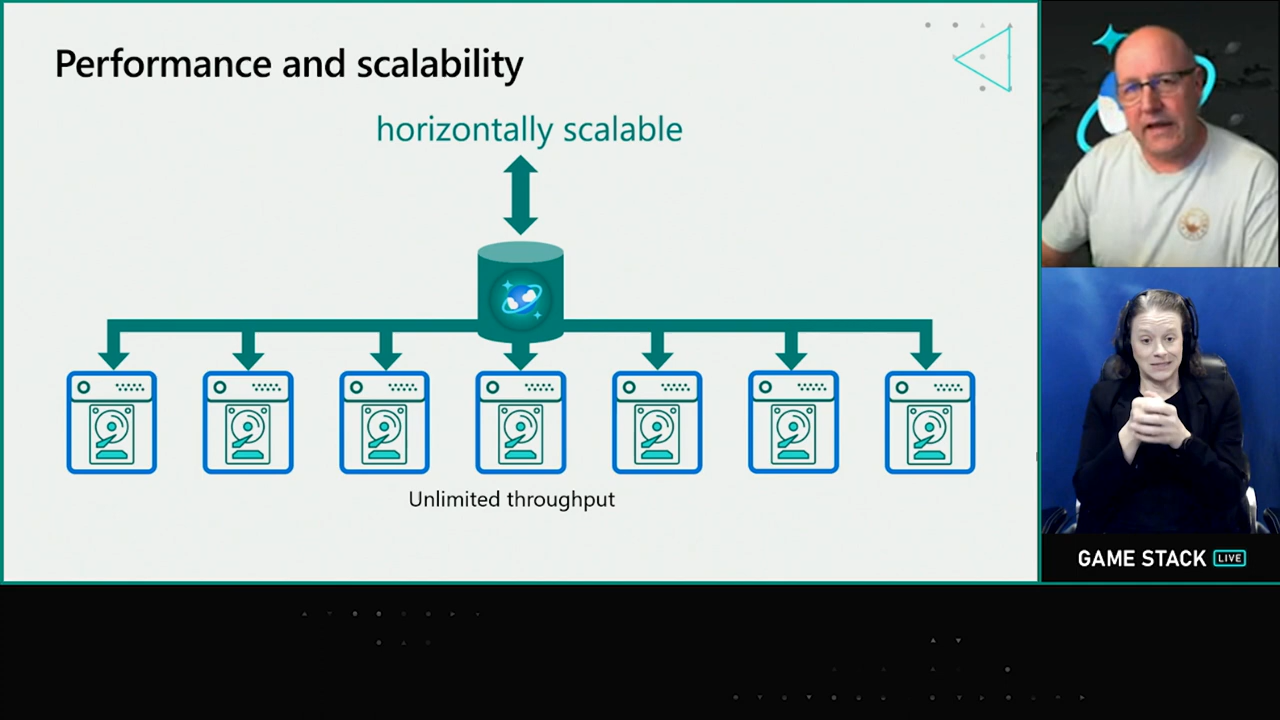 Performance and scalability
horizontally scalable
Unlimited throughput
GAME STACK LIVE